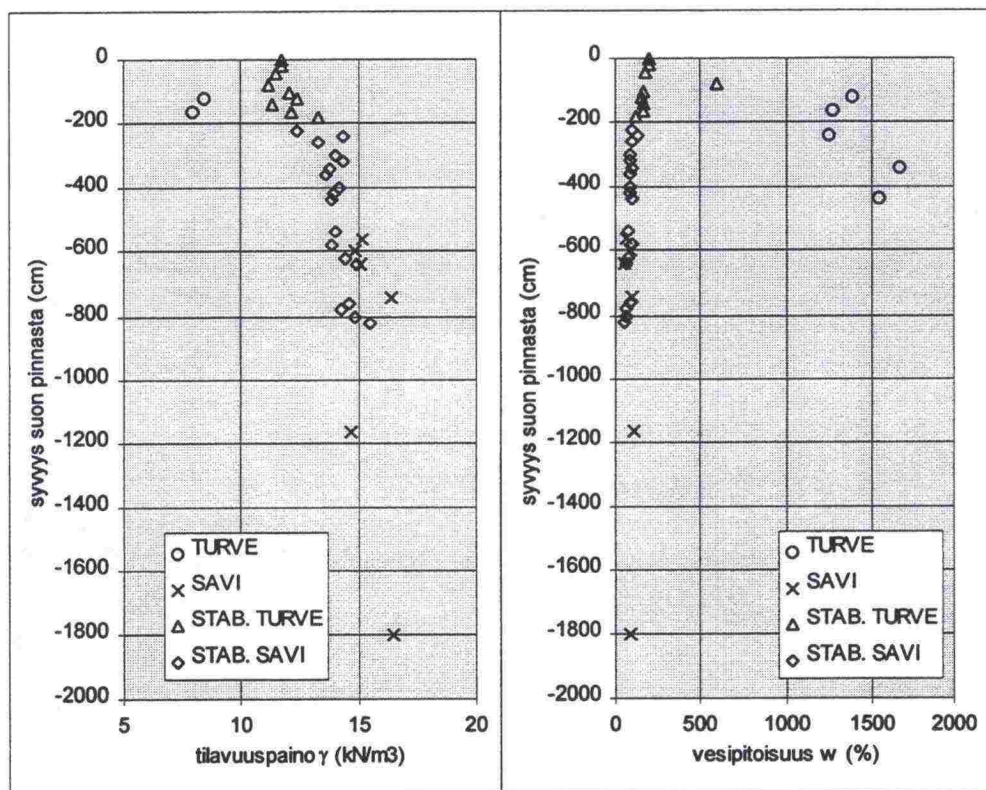 syvyys suon pinnasta (cm)
0
-200
-400
-600
-800
-1000
-1200
-1400
-1600
-1800
-2000
TURVE
SAVI
STAB. TURVE
STAB. SAVI
5 10 15 20
tilavuuspaino γ (kN/m3)
syvyys suon pinnasta (cm)
0
-200
-400
-600
-800
-1000
-1200
-1400
-1600
-1800
-2000
TURVE
SAVI
STAB. TURVE
STAB. SAVI
0 500 1000 1500 2000
vesipitoisuus w (%)